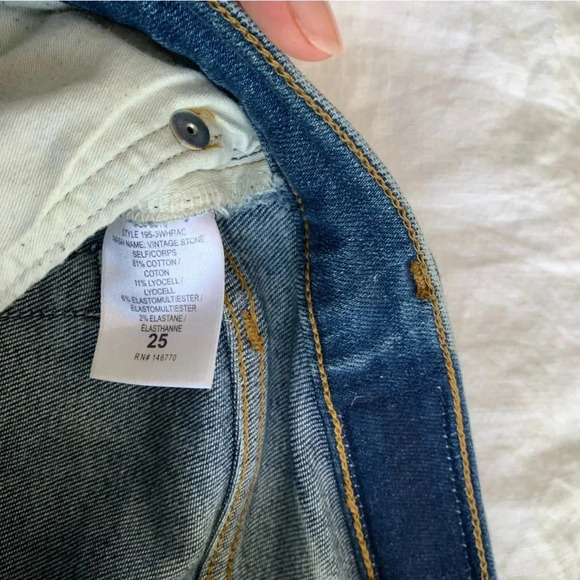 STYLE 195-3WHRAC
WASH NAME: VINTAGE STONE
SELF/CORPS
81% COTTON /
COTON
11% LYOCELL /
LYOCELL
6% ELASTOMULTIESTER /
ELASTOMULTIESTER
2% ELASTANE /
ÉLASTHANNE
25
RN# 146770